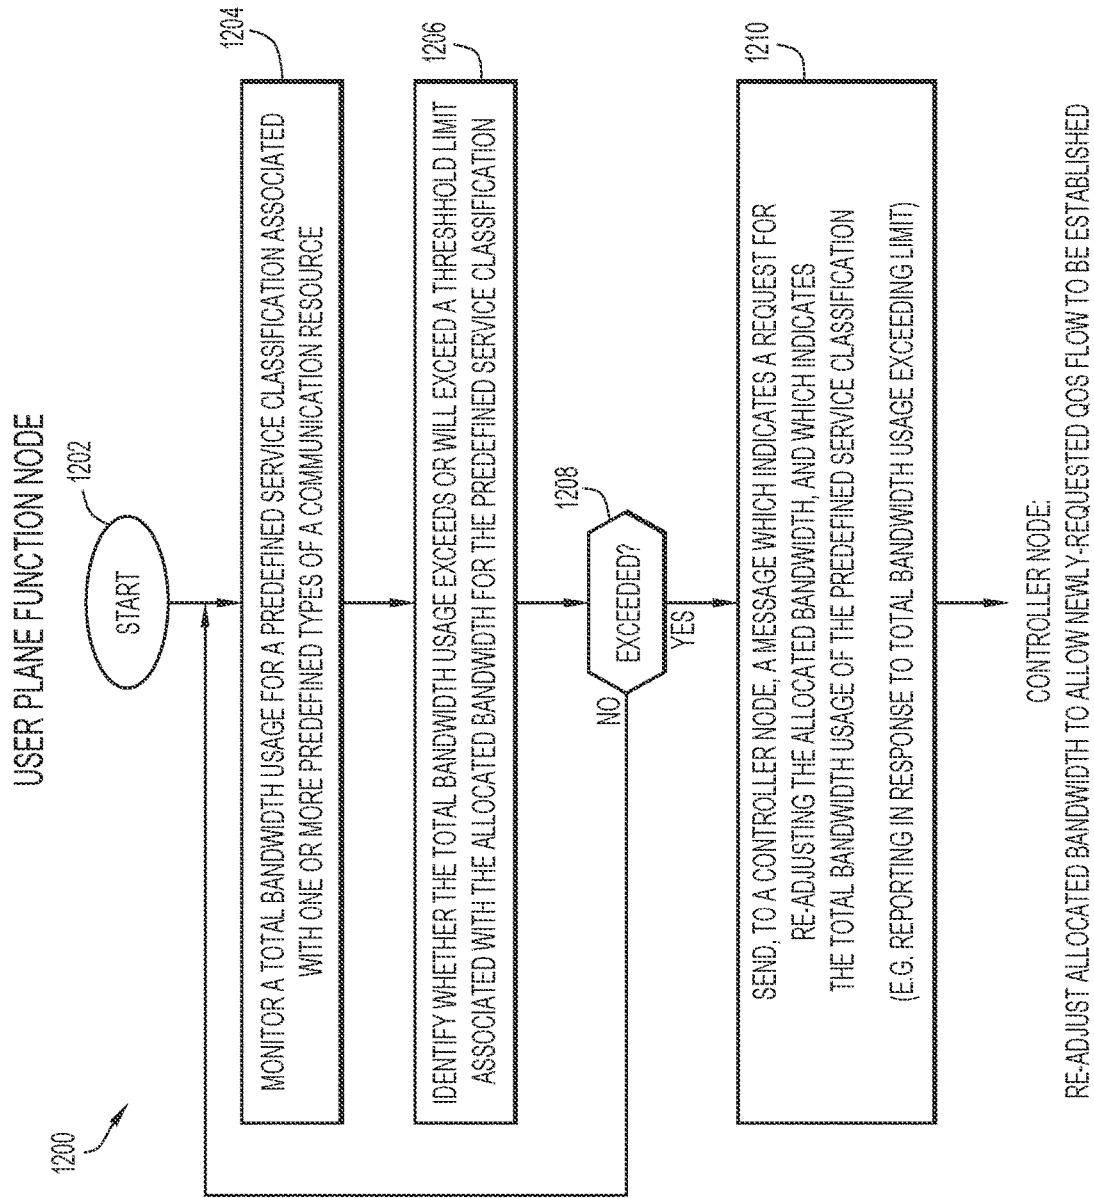 USER PLANE FUNCTION NODE
1200
1202
START
1204
MONITOR A TOTAL BANDWIDTH USAGE FOR A PREDEFINED SERVICE CLASSIFICATION ASSOCIATED
WITH ONE OR MORE PREDEFINED TYPES OF A COMMUNICATION RESOURCE
1206
IDENTIFY WHETHER THE TOTAL BANDWIDTH USAGE EXCEEDS OR WILL EXCEED A THRESHHOLD LIMIT
ASSOCIATED WITH THE ALLOCATED BANDWIDTH FOR THE PREDEFINED SERVICE CLASSIFICATION
1208
EXCEEDED?
NO
YES
1210
SEND, TO A CONTROLLER NODE, A MESSAGE WHICH INDICATES A REQUEST FOR
RE-ADJUSTING THE ALLOCATED BANDWIDTH, AND WHICH INDICATES
THE TOTAL BANDWIDTH USAGE OF THE PREDEFINED SERVICE CLASSIFICATION
(E.G. REPORTING IN RESPONSE TO TOTAL BANDWIDTH USAGE EXCEEDING LIMIT)
CONTROLLER NODE:
RE-ADJUST ALLOCATED BANDWIDTH TO ALLOW NEWLY-REQUESTED QOS FLOW TO BE ESTABLISHED